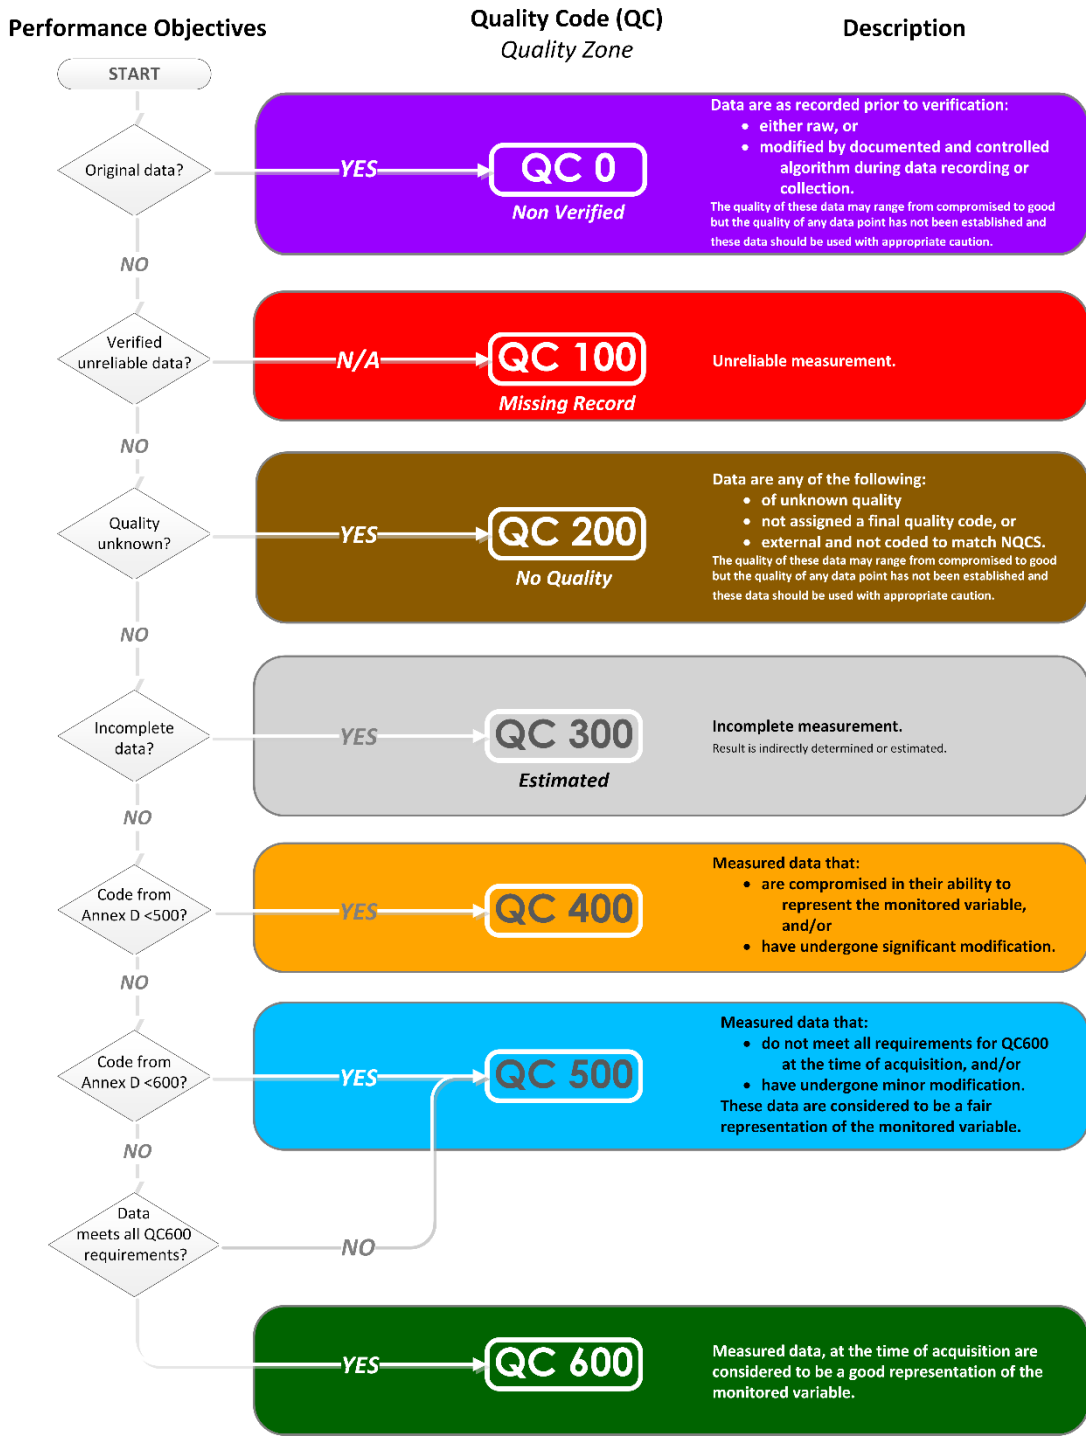 Performance Objectives
Quality Code (QC)
Quality Zone
Description
START
Original data?
YES
QC 0
Non Verified
Data are as recorded prior to verification:
• either raw, or
• modified by documented and controlled
algorithm during data recording or
collection.
The quality of these data may range from compromised to good
but the quality of any data point has not been established and
these data should be used with appropriate caution.
NO
Verified
unreliable data?
N/A
QC 100
Missing Record
Unreliable measurement.
NO
Quality
unknown?
YES
QC 200
No Quality
Data are any of the following:
• of unknown quality
• not assigned a final quality code, or
• external and not coded to match NQCS.
The quality of these data may range from compromised to good
but the quality of any data point has not been established and
these data should be used with appropriate caution.
NO
Incomplete
data?
YES
QC 300
Estimated
Incomplete measurement.
Result is indirectly determined or estimated.
NO
Code from
Annex D <500?
YES
QC 400
Measured data that:
• are compromised in their ability to
represent the monitored variable,
and/or
• have undergone significant modification.
NO
Code from
Annex D <600?
YES
QC 500
Measured data that:
• do not meet all requirements for QC600
at the time of acquisition, and/or
• have undergone minor modification.
These data are considered to be a fair
representation of the monitored variable.
NO
Data
meets all QC600
requirements?
NO
YES
QC 600
Measured data, at the time of acquisition are
considered to be a good representation of the
monitored variable.